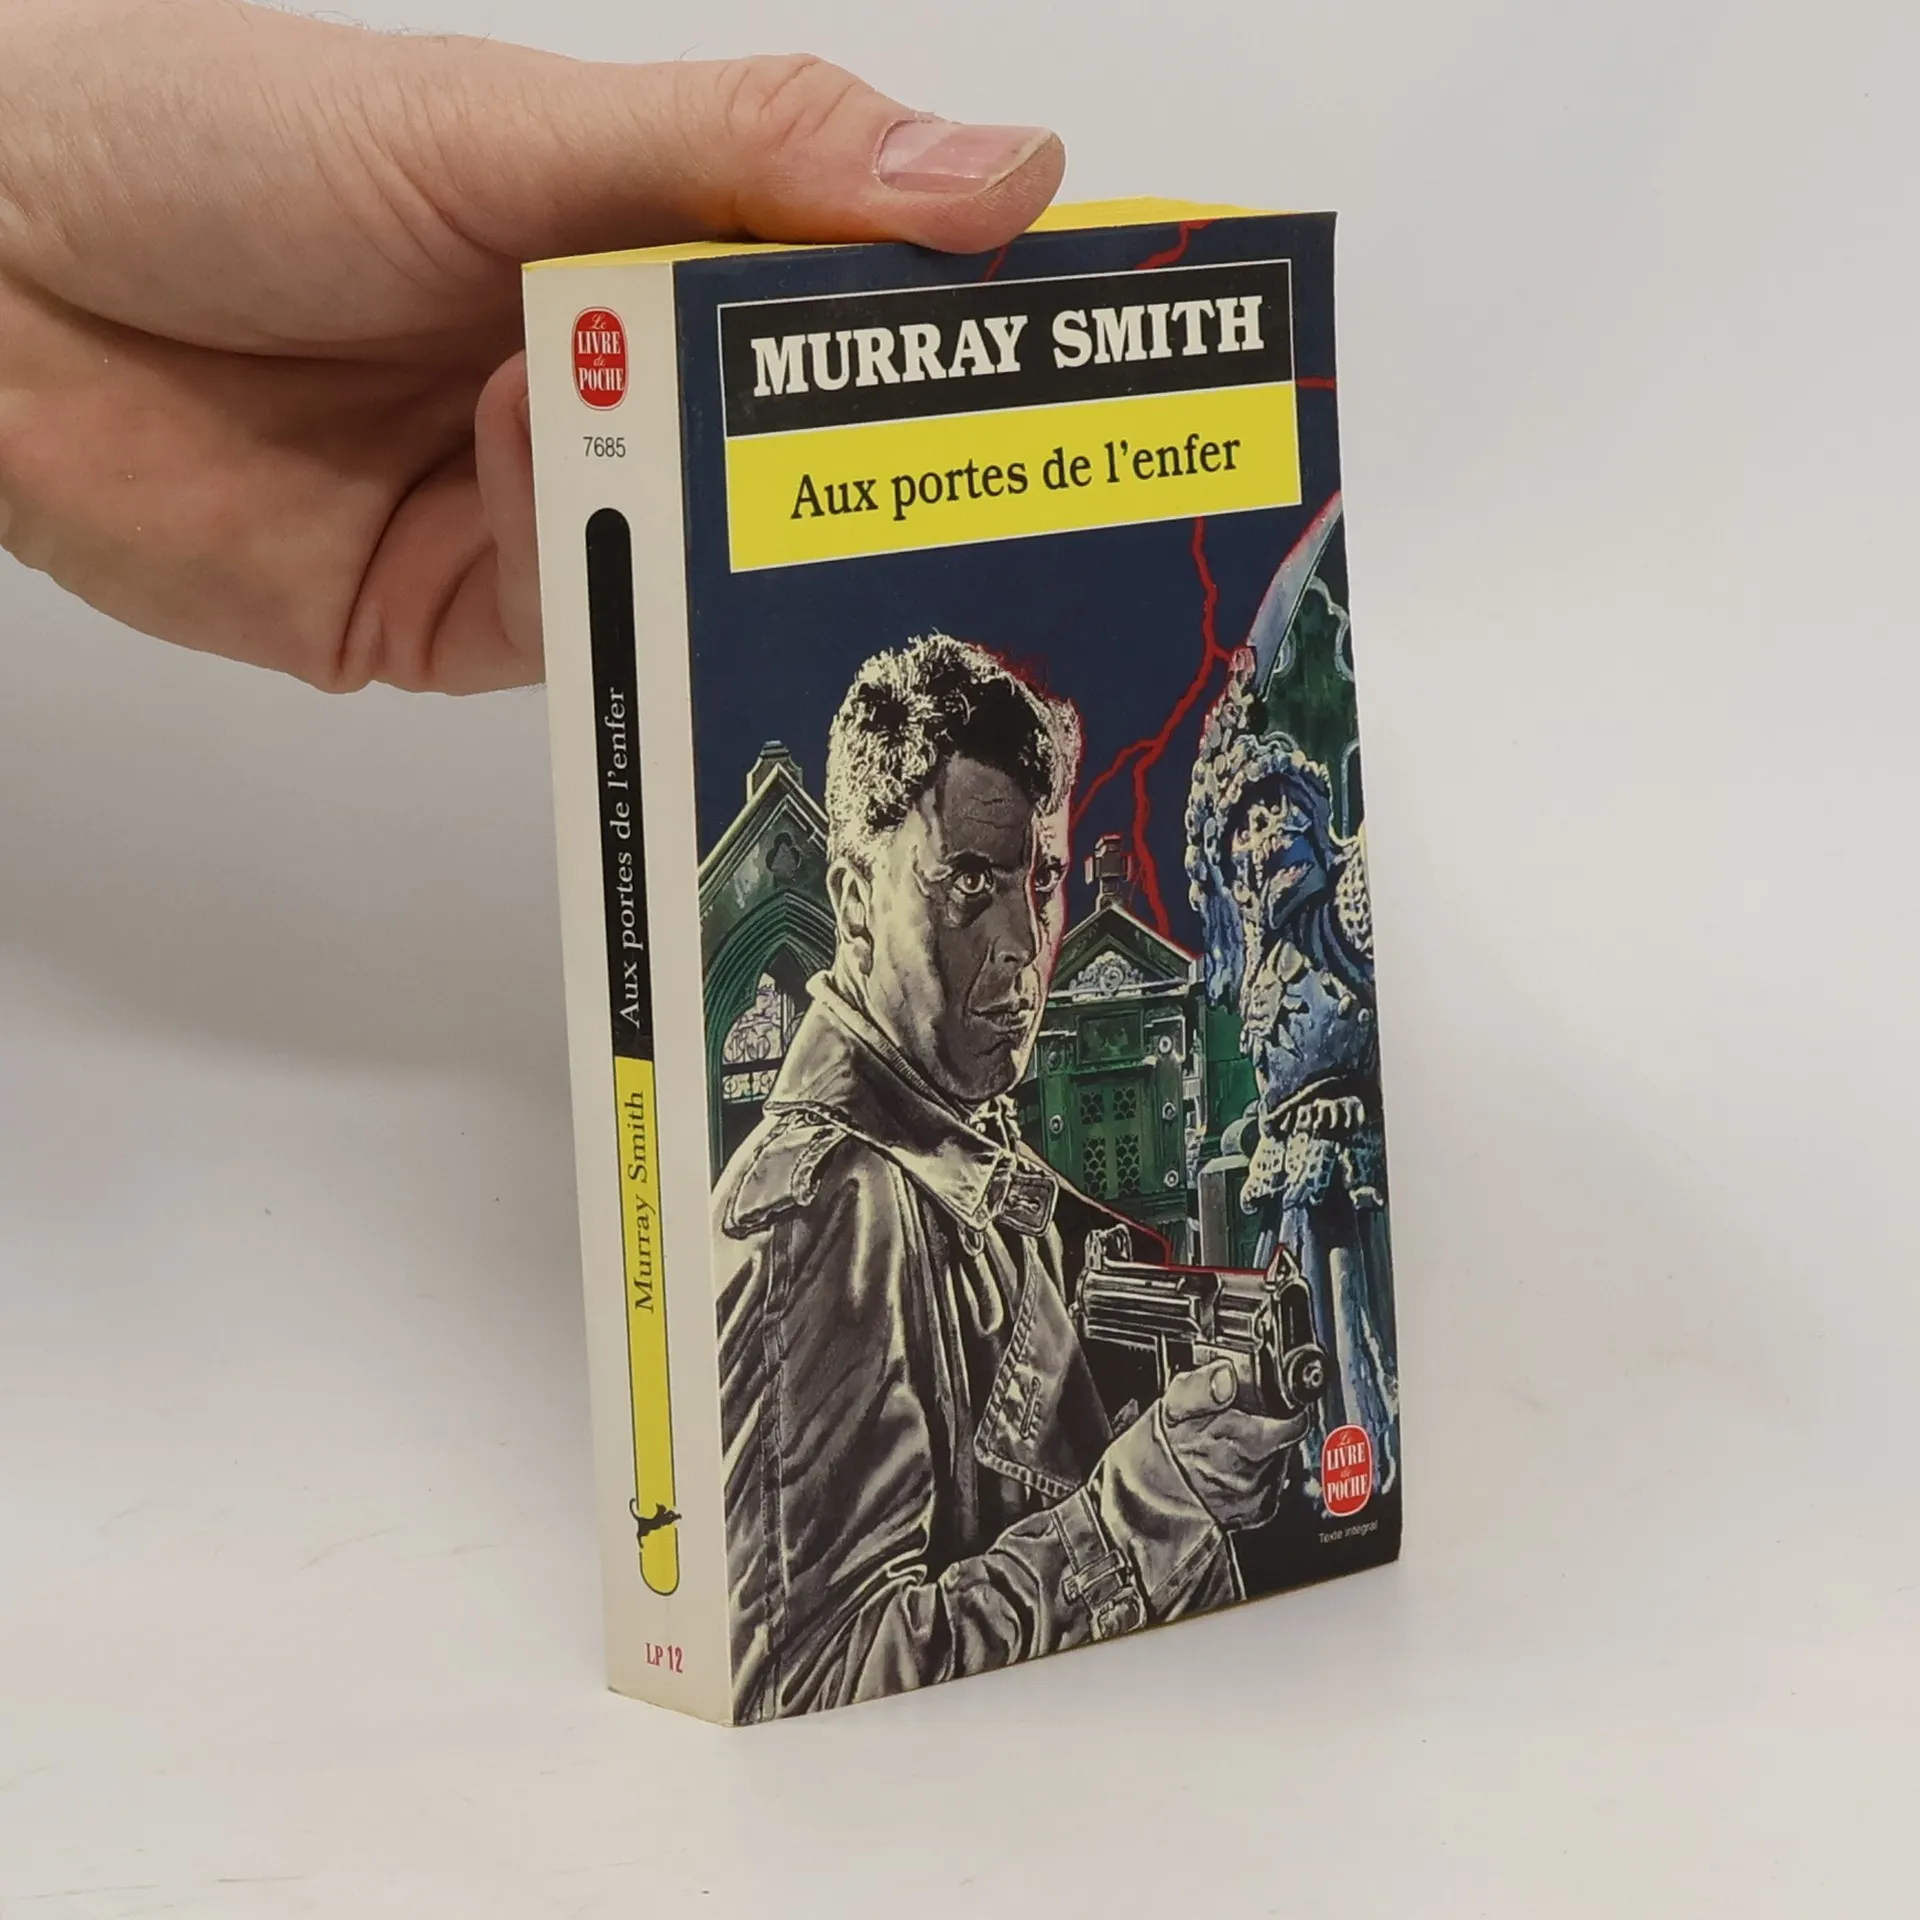 Le
LIVRE
de
POCHE
7685
Murray Smith Aux portes de l'enfer
LP 12
MURRAY SMITH
Aux portes de l'enfer
Le
LIVRE
de
POCHE
Texte intégral